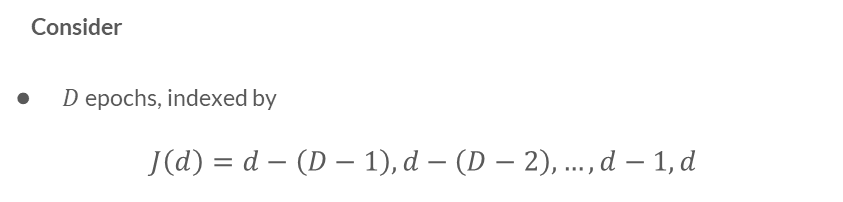 Consider
● D epochs, indexed by
J(d) = d − (D − 1), d − (D − 2), …, d − 1, d